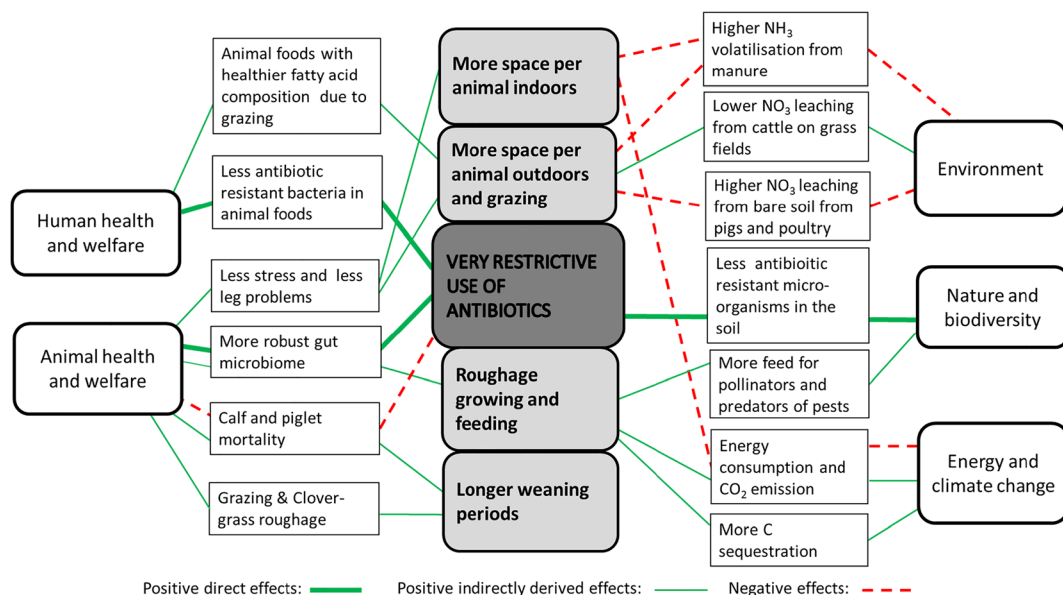 Animal foods with
healthier fatty acid
composition due to
grazing
Less antibiotic
resistant bacteria in
animal foods
Human health
and welfare
Less stress and less
leg problems
Animal health
and welfare
More robust gut
microbiome
Calf and piglet
mortality
Grazing & Clover-
grass roughage
More space per
animal indoors
More space per
animal outdoors
and grazing
VERY RESTRICTIVE
USE OF
ANTIBIOTICS
Roughage
growing and
feeding
Longer weaning
periods
Higher NH3
volatilisation from
manure
Lower NO3 leaching
from cattle on grass
fields
Higher NO3 leaching
from bare soil from
pigs and poultry
Less antibioitic
resistant micro-
organisms in the
soil
More feed for
pollinators and
predators of pests
Energy
consumption and
CO2 emission
More C
sequestration
Environment
Nature and
biodiversity
Energy and
climate change
Positive direct effects:
Positive indirectly derived effects:
Negative effects: